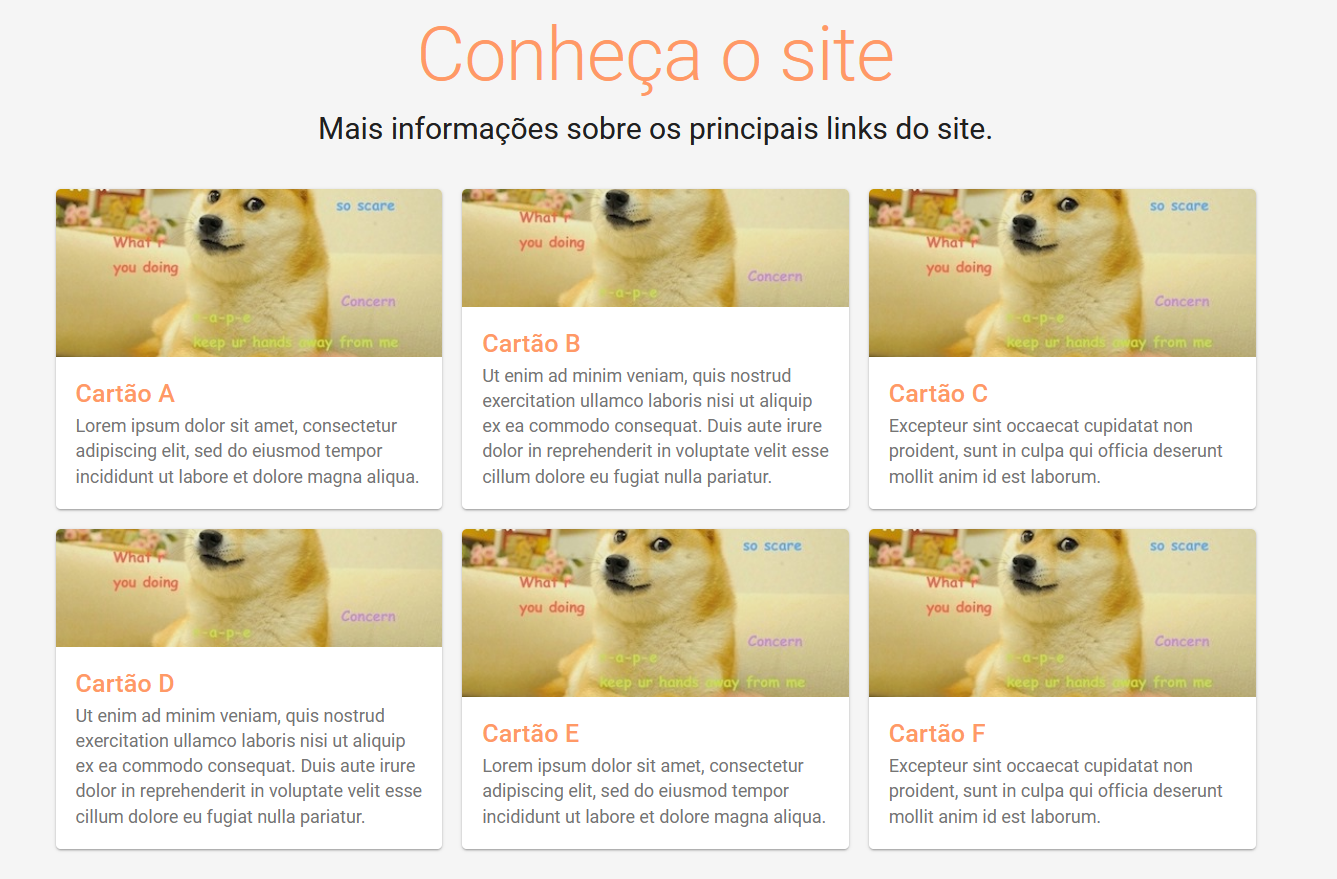 Conheça o site
Mais informações sobre os principais links do site.
so scare
What r
you doing
Concern
-a-p-e
keep ur hands away from me
Cartão A
Lorem ipsum dolor sit amet, consectetur
adipiscing elit, sed do eiusmod tempor
incididunt ut labore et dolore magna aliqua.
What r
you doing
Concern
-a-p-e
Cartão B
Ut enim ad minim veniam, quis nostrud
exercitation ullamco laboris nisi ut aliquip
ex ea commodo consequat. Duis aute irure
dolor in reprehenderit in voluptate velit esse
cillum dolore eu fugiat nulla pariatur.
so scare
What r
you doing
Concern
-a-p-e
keep ur hands away from me
Cartão C
Excepteur sint occaecat cupidatat non
proident, sunt in culpa qui officia deserunt
mollit anim id est laborum.
What r
you doing
Concern
-a-p-e
Cartão D
Ut enim ad minim veniam, quis nostrud
exercitation ullamco laboris nisi ut aliquip
ex ea commodo consequat. Duis aute irure
dolor in reprehenderit in voluptate velit esse
cillum dolore eu fugiat nulla pariatur.
so scare
What r
you doing
Concern
-a-p-e
keep ur hands away from me
Cartão E
Lorem ipsum dolor sit amet, consectetur
adipiscing elit, sed do eiusmod tempor
incididunt ut labore et dolore magna aliqua.
so scare
What r
you doing
Concern
-a-p-e
keep ur hands away from me
Cartão F
Excepteur sint occaecat cupidatat non
proident, sunt in culpa qui officia deserunt
mollit anim id est laborum.